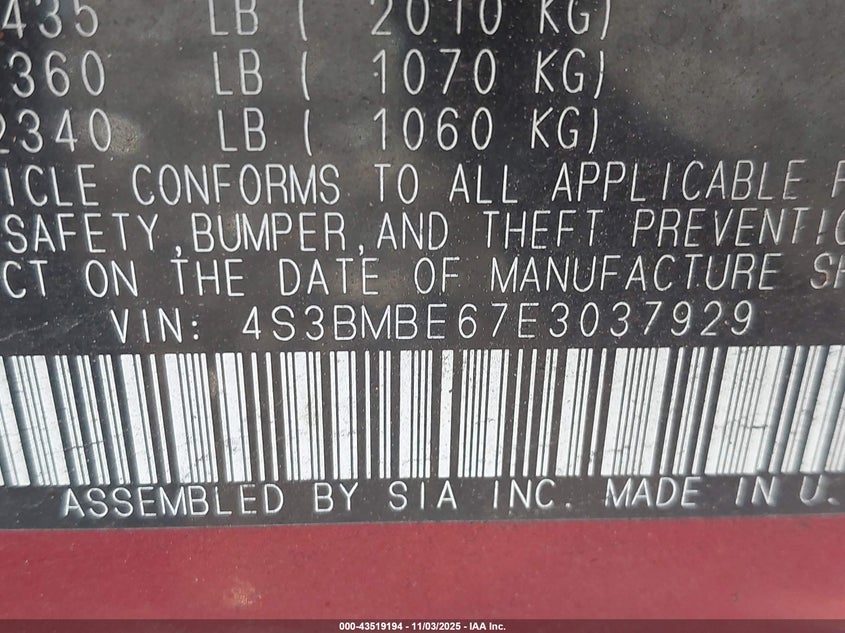 435 LB ( 2010 KG)
360 LB ( 1070 KG)
2340 LB ( 1060 KG)
ICLE CONFORMS TO ALL APPLICABLE F
SAFETY,BUMPER,AND THEFT PREVENTIO
CT ON THE DATE OF MANUFACTURE SH
VIN: 4S3BMBE67E3037929
ASSEMBLED BY SIA INC. MADE IN U.
000-43519194 - 11/03/2025 - IAA Inc.